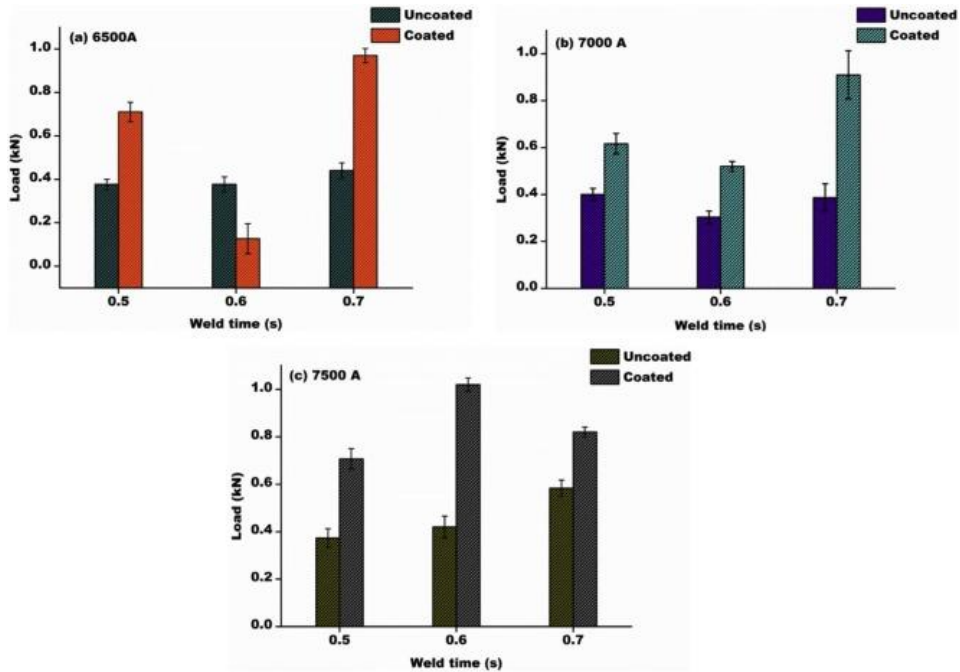 (a) 6500A
Uncoated
Coated
Load (kN)
1.0
0.8
0.6
0.4
0.2
0.0
0.5
0.6
0.7
Weld time (s)
(b) 7000 A
Uncoated
Coated
Load (kN)
1.0
0.8
0.6
0.4
0.2
0.0
0.5
0.6
0.7
Weld time (s)
(c) 7500 A
Uncoated
Coated
Load (kN)
1.0
0.8
0.6
0.4
0.2
0.0
0.5
0.6
0.7
Weld time (s)